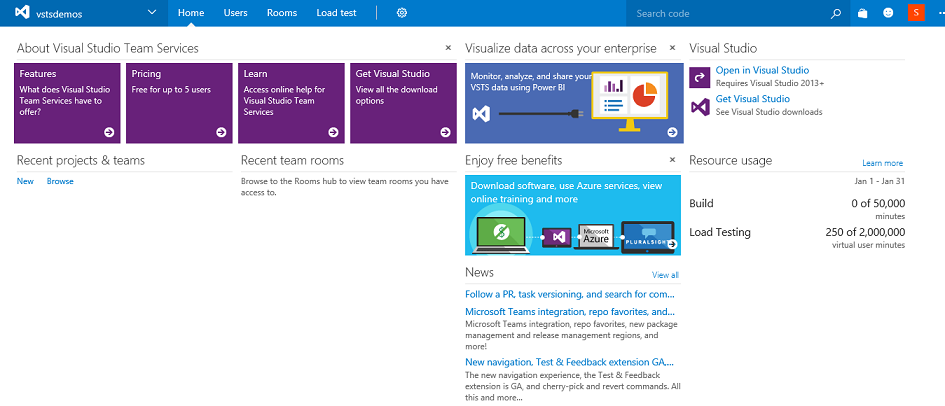 vstsdemos
Home
Users
Rooms
Load test
Search code
S
About Visual Studio Team Services
Features
What does Visual Studio
Team Services have to
offer?
Pricing
Free for up to 5 users
Learn
Access online help for
Visual Studio Team
Services
Get Visual Studio
View all the download
options
Recent projects & teams
New
Browse
Recent team rooms
Browse to the Rooms hub to view team rooms you have
access to.
Visualize data across your enterprise
Monitor, analyze, and share your
VSTS data using Power BI
Enjoy free benefits
Download software, use Azure services, view
online training and more
Microsoft
Azure
PLURALSIGHT
News
View all
Follow a PR, task versioning, and search for com...
Microsoft Teams integration, repo favorites, and...
Microsoft Teams integration, repo favorites, new package
management and release management regions, and
more!
New navigation, Test & Feedback extension GA,...
The new navigation experience, the Test & Feedback
extension is GA, and cherry-pick and revert commands. All
this and more...
Visual Studio
Open in Visual Studio
Requires Visual Studio 2013+
Get Visual Studio
See Visual Studio downloads
Resource usage
Learn more
Jan 1 - Jan 31
Build
0 of 50,000
minutes
Load Testing
250 of 2,000,000
virtual user minutes